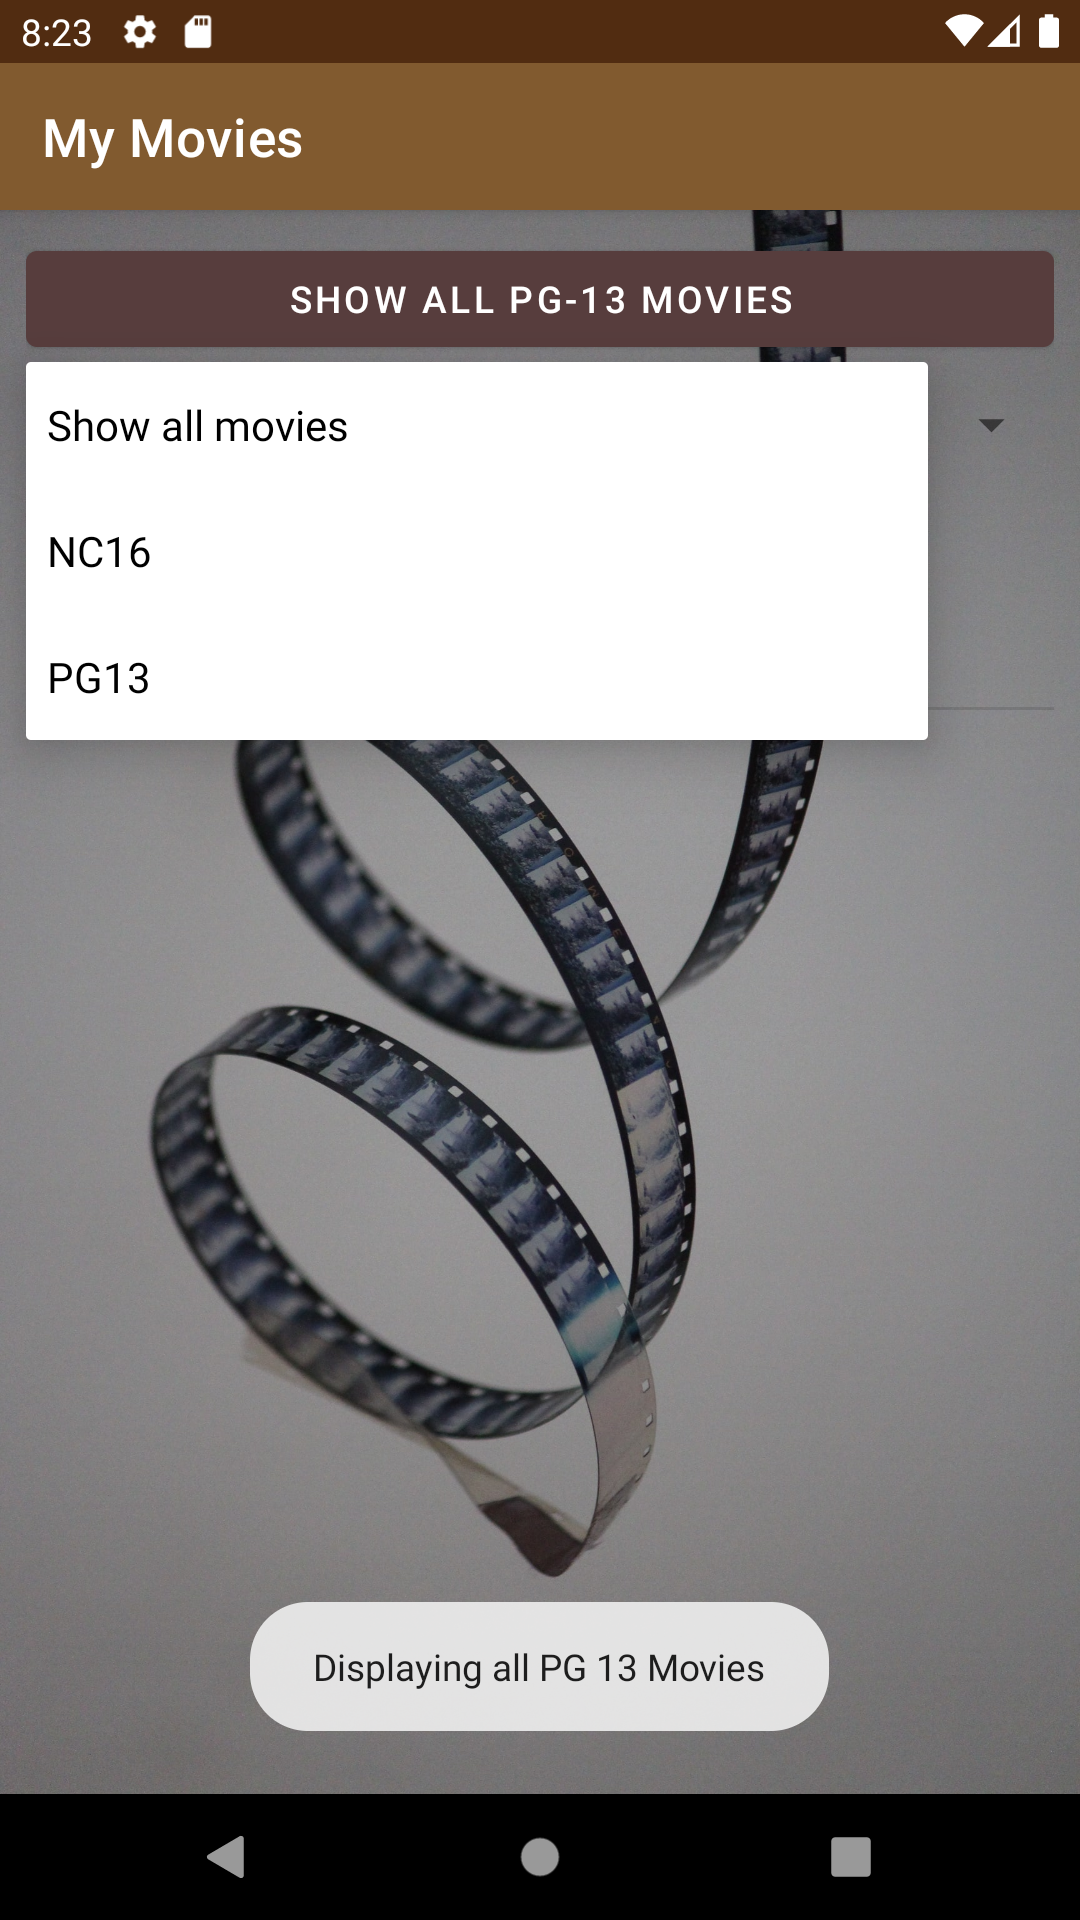 8:23
My Movies
SHOW ALL PG-13 MOVIES
Show all movies
NC16
PG13
Displaying all PG 13 Movies